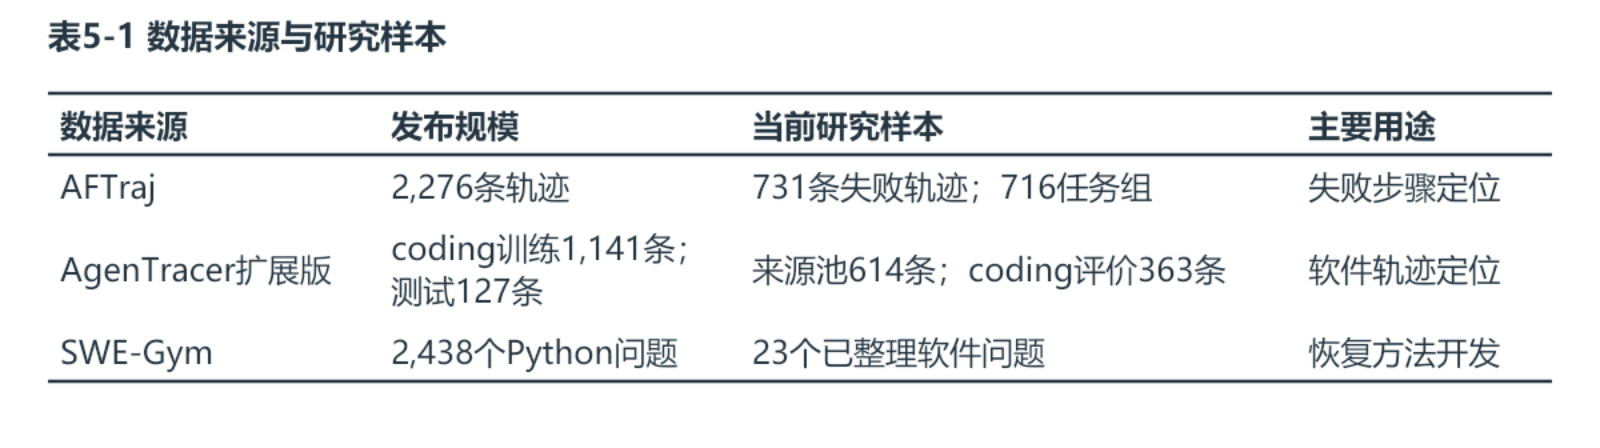 表5-1 数据来源与研究样本
数据来源 发布规模 当前研究样本 主要用途
AFTraj 2,276条轨迹 731条失败轨迹；716任务组 失败步骤定位
AgenTracer扩展版 coding训练1,141条； 来源池614条；coding评价363条 软件轨迹定位
测试127条
SWE-Gym 2,438个Python问题 23个已整理软件问题 恢复方法开发